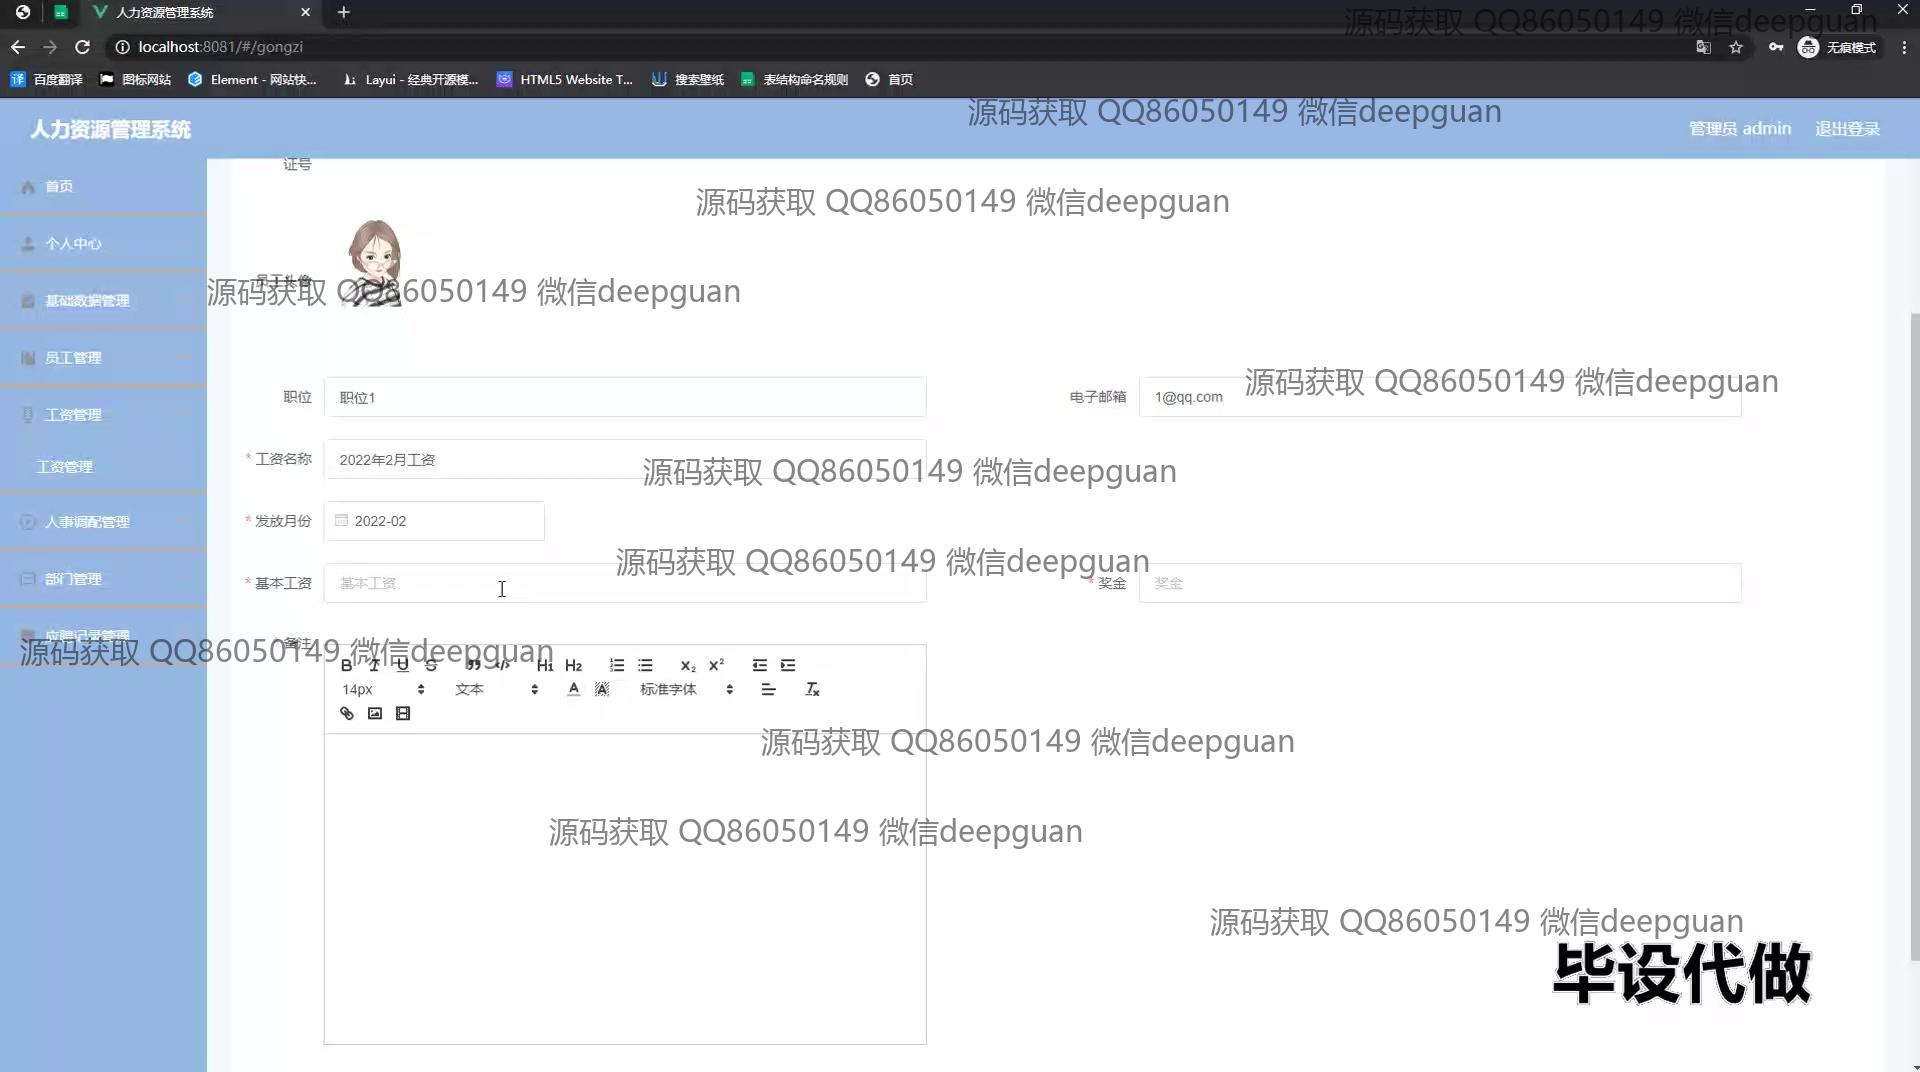 人力资源管理系统
源码获取 QQ86050149 微信deepguan
localhost:8081/#/gongzi
无痕模式
百度翻译
图标网站
Element - 网站快...
Layui - 经典开源模...
HTML5 Website T...
搜索壁纸
表结构命名规则
首页
人力资源管理系统
源码获取 QQ86050149 微信deepguan
管理员 admin
退出登录
证号
首页
源码获取 QQ86050149 微信deepguan
个人中心
员工头像
源码获取 QQ86050149 微信deepguan
基础数据管理
员工管理
职位
职位1
电子邮箱
1@qq.com
源码获取 QQ86050149 微信deepguan
工资管理
* 工资名称
2022年2月工资
工资管理
源码获取 QQ86050149 微信deepguan
人事调配管理
* 发放月份
2022-02
源码获取 QQ86050149 微信deepguan
部门管理
* 基本工资
基本工资
* 奖金
奖金
应聘记录管理
* 备注
源码获取 QQ86050149 微信deepguan
B I U S H1 H2 X2 X2
14px
文本
A
A
标准字体
Tx
源码获取 QQ86050149 微信deepguan
源码获取 QQ86050149 微信deepguan
源码获取 QQ86050149 微信deepguan
毕设代做